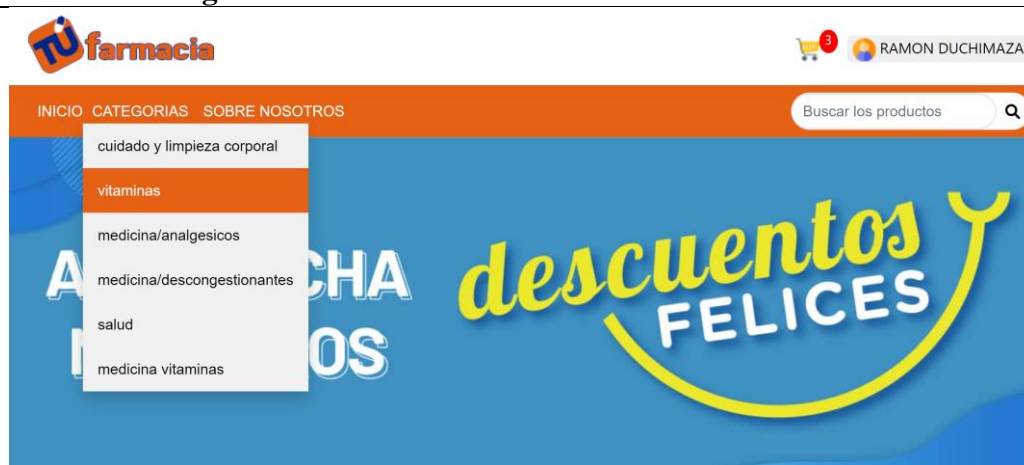 TÚ farmacia
3
RAMON DUCHIMAZA
INICIO CATEGORIAS SOBRE NOSOTROS
Buscar los productos
cuidado y limpieza corporal
vitaminas
medicina/analgesicos
medicina/descongestionantes
salud
medicina vitaminas
descuentos
FELICES